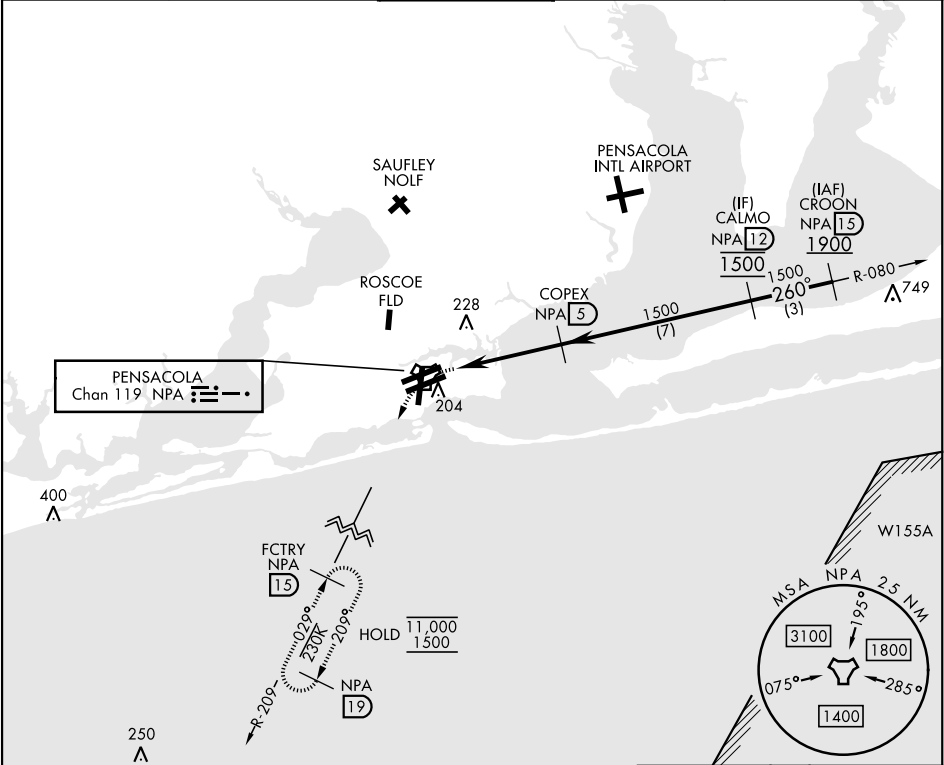 SAUFLEY
NOLF
PENSACOLA
INTL AIRPORT
(IF)
CALMO
NPA 12
1500
(IAF)
CROON
NPA 15
1900
1500
260°
(3)
R-080
749
ROSCOE
FLD
228
COPEX
NPA 5
1500
(7)
PENSACOLA
Chan 119 NPA
204
400
W155A
FCTRY
NPA
15
029°
230K
209°
HOLD 11,000
1500
NPA
19
R-209
250
MSA NPA 25 NM
195°
3100
1800
075°
285°
1400